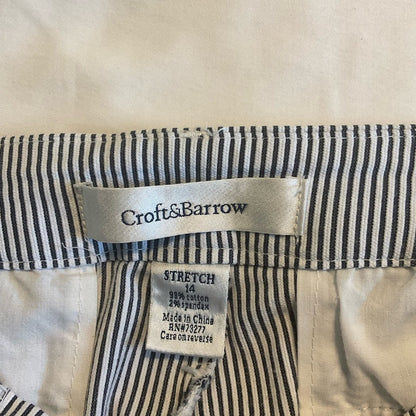 Croft&Barrow
STRETCH
14
98% cotton
2% spandex
Made in China
RN#73277
Care on reverse